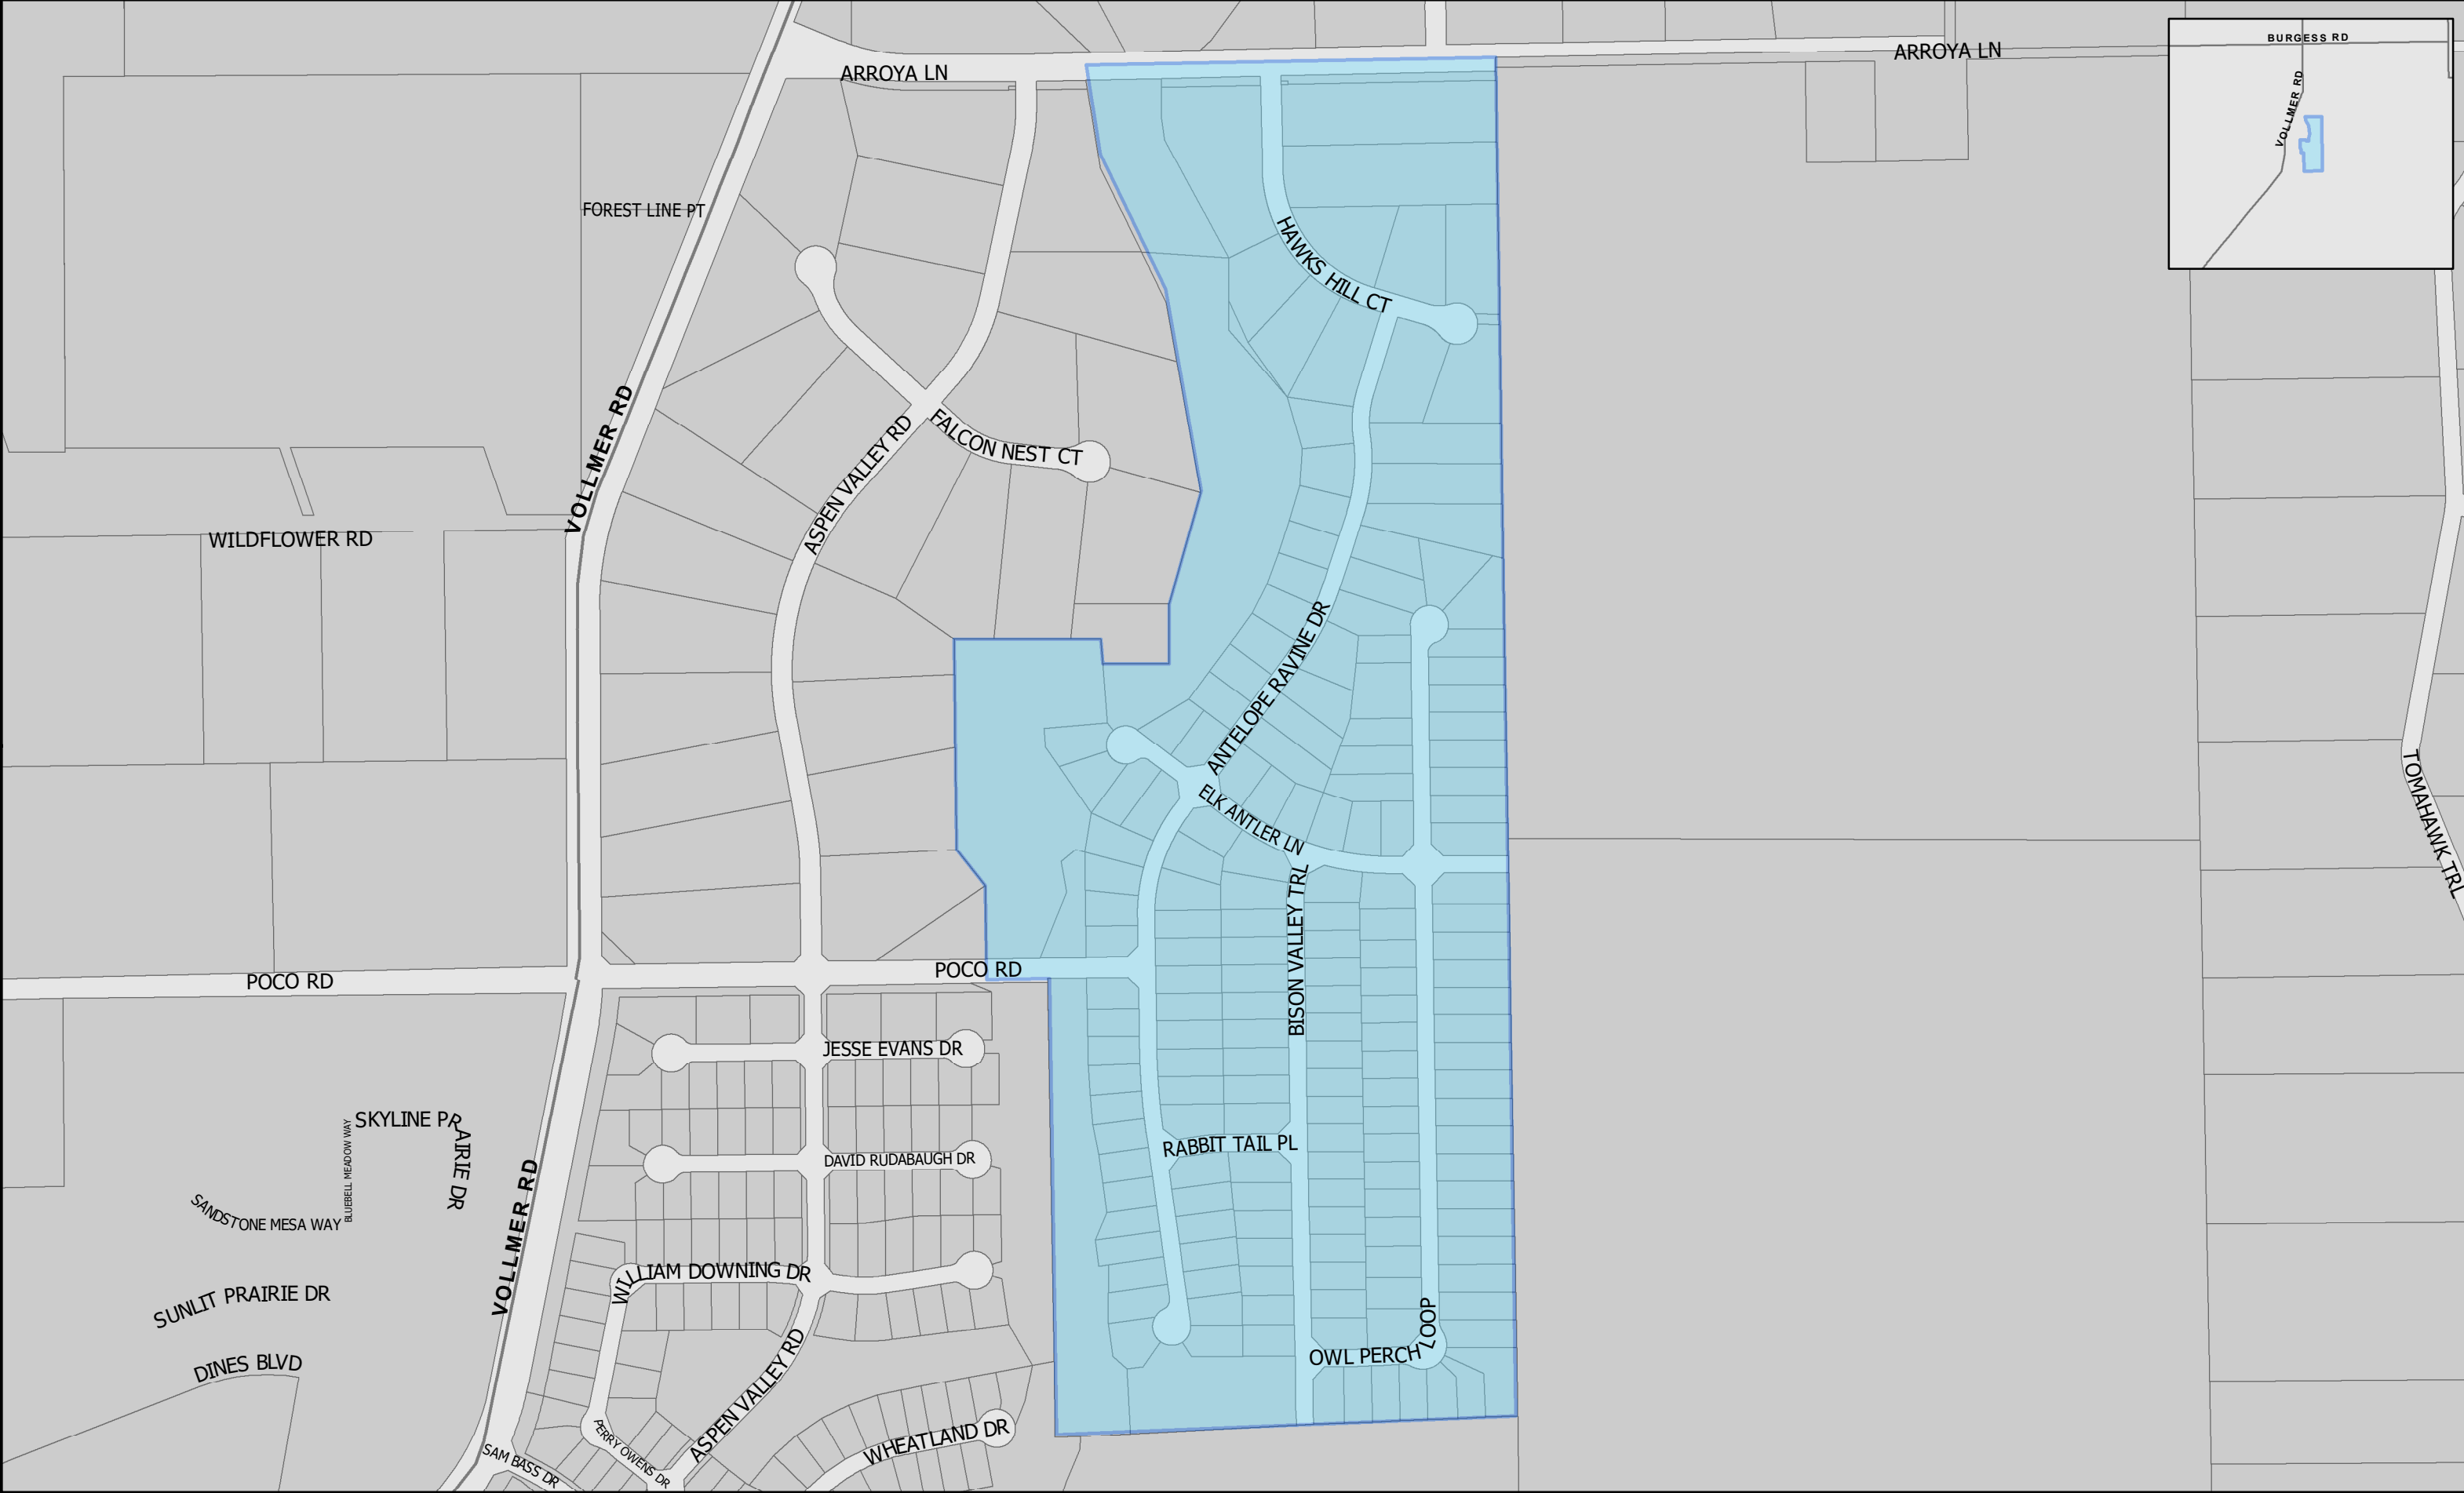 BURGESS RD
ARROYA LN
ARROYA LN
VOLLMER RD
FOREST LINE PT
HAWKS HILL CT
VOLLMER RD
FALCON NEST CT
ASPEN VALLEY RD
WILDFLOWER RD
ANTELOPE RAVINE DR
ELK ANTLER LN
TOMAHAWK TRL
BISON VALLEY TRL
POCO RD
POCO RD
JESSE EVANS DR
SKYLINE PRAIRIE DR
BLUEBELL MEADOW WAY
RABBIT TAIL PL
DAVID RUDABAUGH DR
SANDSTONE MESA WAY
VOLLMER RD
WILLIAM DOWNING DR
SUNLIT PRAIRIE DR
OWL PERCH LOOP
DINES BLVD
ASPEN VALLEY RD
WHEATLAND DR
PERRY OWENS DR
SAM BASS DR